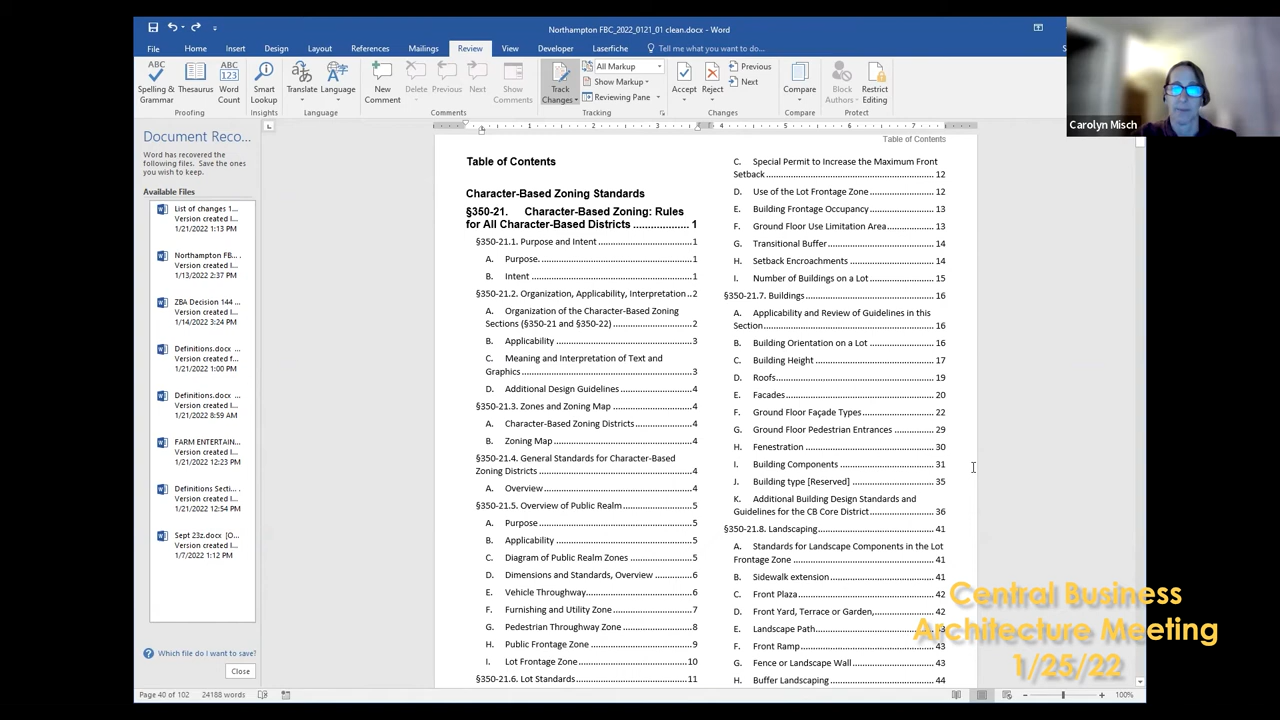 Northampton FBC_2022_0121_01 clean.docx - Word
File
Home
Insert
Design
Layout
References
Mailings
Review
View
Developer
Laserfiche
Tell me what you want to do...
ABC
Spelling &
Grammar
Thesaurus
ABC
123
Word
Count
Proofing
Smart
Lookup
Insights
Translate
Language
Language
New
Comment
Delete
Previous
Next
Show
Comments
Comments
Track
Changes
All Markup
Show Markup
Reviewing Pane
Tracking
Accept
Reject
Previous
Next
Changes
Compare
Compare
Block
Authors
Restrict
Editing
Protect
Carolyn Misch
Document Reco...
Word has recovered the
following files. Save the ones
you wish to keep.
Available Files
List of changes 1...
Version created l...
1/21/2022 1:13 PM
Northampton FBC...
Version created l...
1/13/2022 2:37 PM
ZBA Decision 144 ...
Version created l...
1/14/2022 3:24 PM
Definitions.docx ...
Version created f...
1/21/2022 1:00 PM
Definitions.docx ...
Version created l...
1/21/2022 8:59 AM
FARM ENTERTAIN...
Version created l...
1/21/2022 12:23 PM
Definitions Secti...
Version created l...
1/21/2022 12:54 PM
Sept 23z.docx [O...
Version created l...
1/7/2022 1:12 PM
Which file do I want to save?
Close
Table of Contents
Table of Contents
Character-Based Zoning Standards
§350-21. Character-Based Zoning: Rules
for All Character-Based Districts ................... 1
§350-21.1. Purpose and Intent ................... 1
A. Purpose. ................... 1
B. Intent ................... 1
§350-21.2. Organization, Applicability, Interpretation .. 2
A. Organization of the Character-Based Zoning
Sections (§350-21 and §350-22) ................... 2
B. Applicability ................... 3
C. Meaning and Interpretation of Text and
Graphics ................... 3
D. Additional Design Guidelines ................... 4
§350-21.3. Zones and Zoning Map ................... 4
A. Character-Based Zoning Districts ................... 4
B. Zoning Map ................... 4
§350-21.4. General Standards for Character-Based
Zoning Districts ................... 4
A. Overview ................... 4
§350-21.5. Overview of Public Realm ................... 5
A. Purpose ................... 5
B. Applicability ................... 5
C. Diagram of Public Realm Zones ................... 5
D. Dimensions and Standards, Overview ................... 6
E. Vehicle Throughway ................... 6
F. Furnishing and Utility Zone ................... 7
G. Pedestrian Throughway Zone ................... 8
H. Public Frontage Zone ................... 9
I. Lot Frontage Zone ................... 10
§350-21.6. Lot Standards ................... 11
C. Special Permit to Increase the Maximum Front
Setback ................... 12
D. Use of the Lot Frontage Zone ................... 12
E. Building Frontage Occupancy ................... 13
F. Ground Floor Use Limitation Area ................... 13
G. Transitional Buffer ................... 14
H. Setback Encroachments ................... 14
I. Number of Buildings on a Lot ................... 15
§350-21.7. Buildings ................... 16
A. Applicability and Review of Guidelines in this
Section ................... 16
B. Building Orientation on a Lot ................... 16
C. Building Height ................... 17
D. Roofs ................... 19
E. Facades ................... 20
F. Ground Floor Façade Types ................... 22
G. Ground Floor Pedestrian Entrances ................... 29
H. Fenestration ................... 30
I. Building Components ................... 31
J. Building type [Reserved] ................... 35
K. Additional Building Design Standards and
Guidelines for the CB Core District ................... 36
§350-21.8. Landscaping ................... 41
A. Standards for Landscape Components in the Lot
Frontage Zone ................... 41
B. Sidewalk extension ................... 41
C. Front Plaza ................... 42
D. Front Yard, Terrace or Garden, ................... 42
E. Landscape Path ................... 43
F. Front Ramp ................... 43
G. Fence or Landscape Wall ................... 43
H. Buffer Landscaping ................... 44
Central Business
Architecture Meeting
1/25/22
Page 40 of 102
24188 words
100%